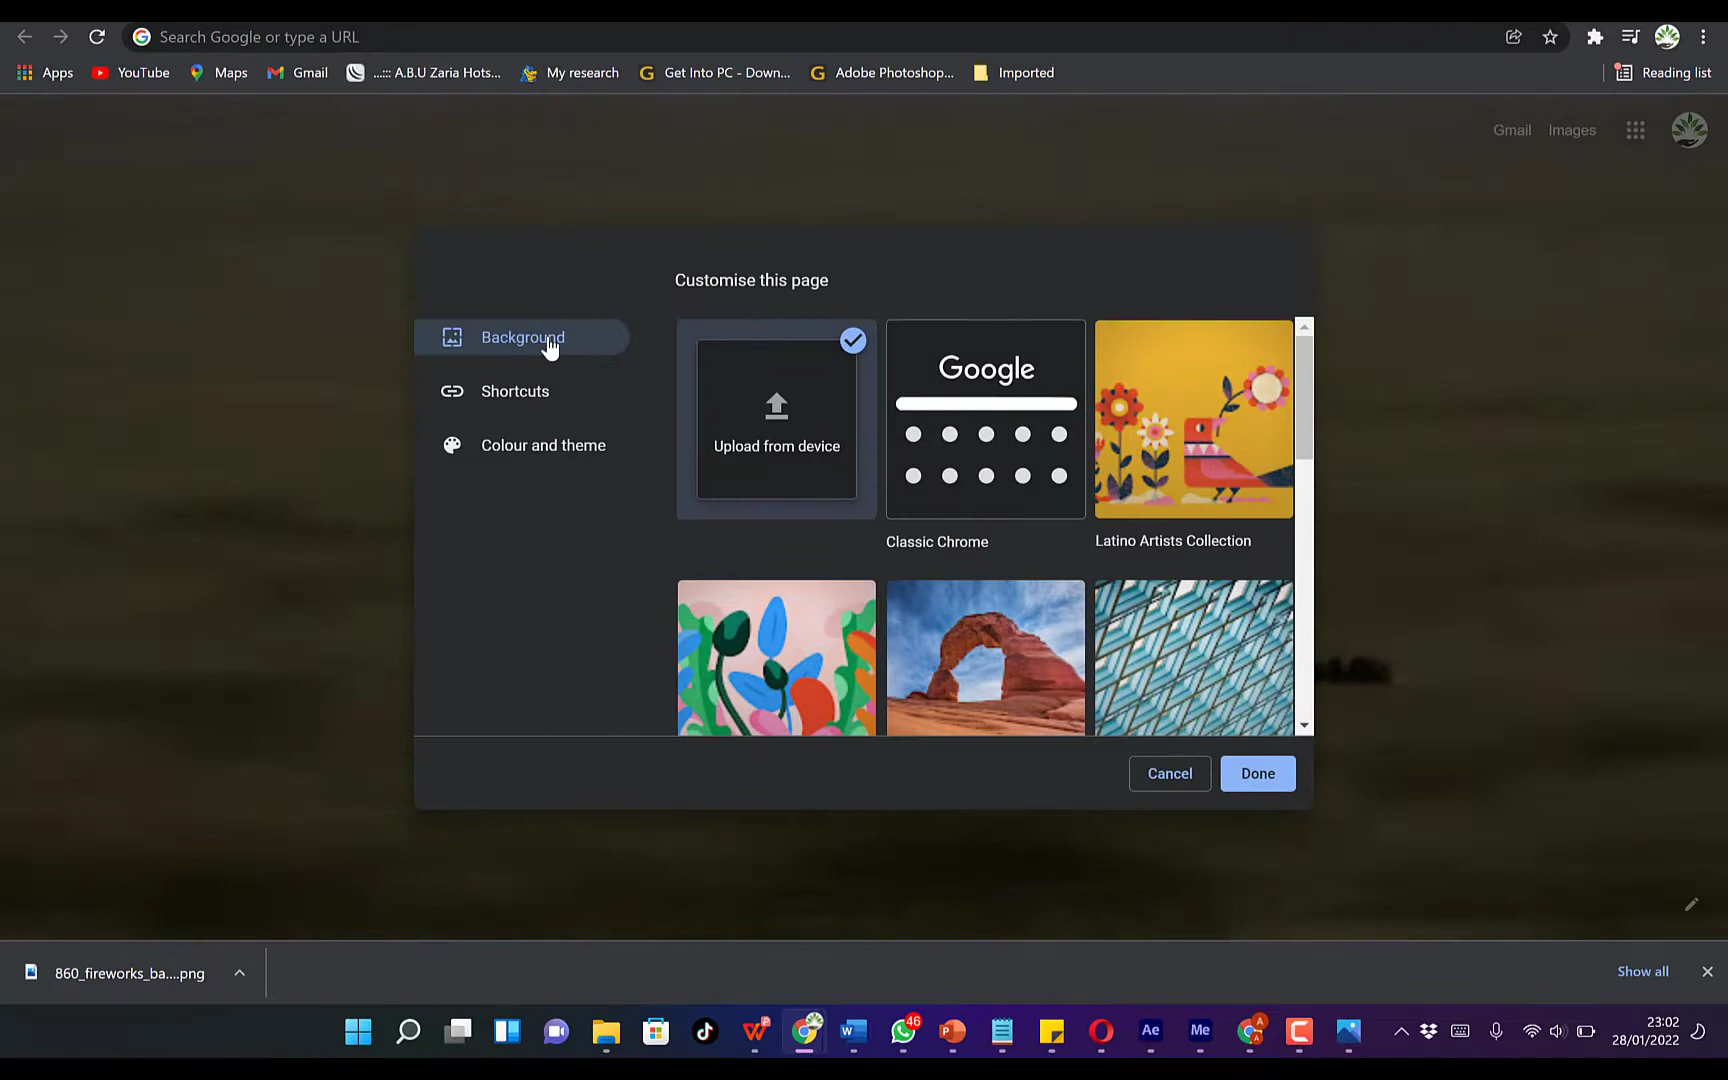 Search Google or type a URL
Apps YouTube Maps Gmail ...::: A.B.U Zaria Hots... My research Get Into PC - Down... Adobe Photoshop... Imported Reading list
Gmail Images
Customise this page
Background
Shortcuts
Colour and theme
Upload from device
Google
Classic Chrome
Latino Artists Collection
Cancel Done
860_fireworks_ba....png
Show all
46
23:02
28/01/2022
W
P
W
P
Ae
Me
A
A
C